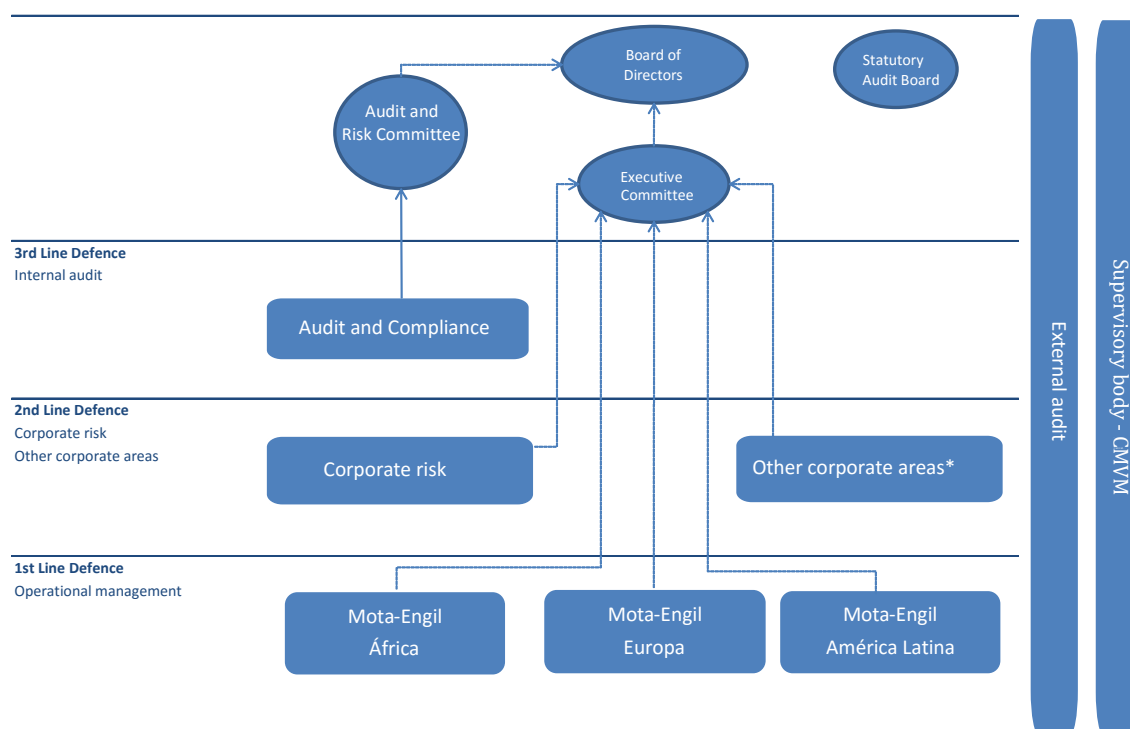 Board of
Directors
Statutory
Audit Board
Audit and
Risk Committee
Executive
Committee
3rd Line Defence
Internal audit
Audit and Compliance
2nd Line Defence
Corporate risk
Other corporate areas
Corporate risk
Other corporate areas*
1st Line Defence
Operational management
Mota-Engil
África
Mota-Engil
Europa
Mota-Engil
América Latina
External audit
Supervisory body - CMVM